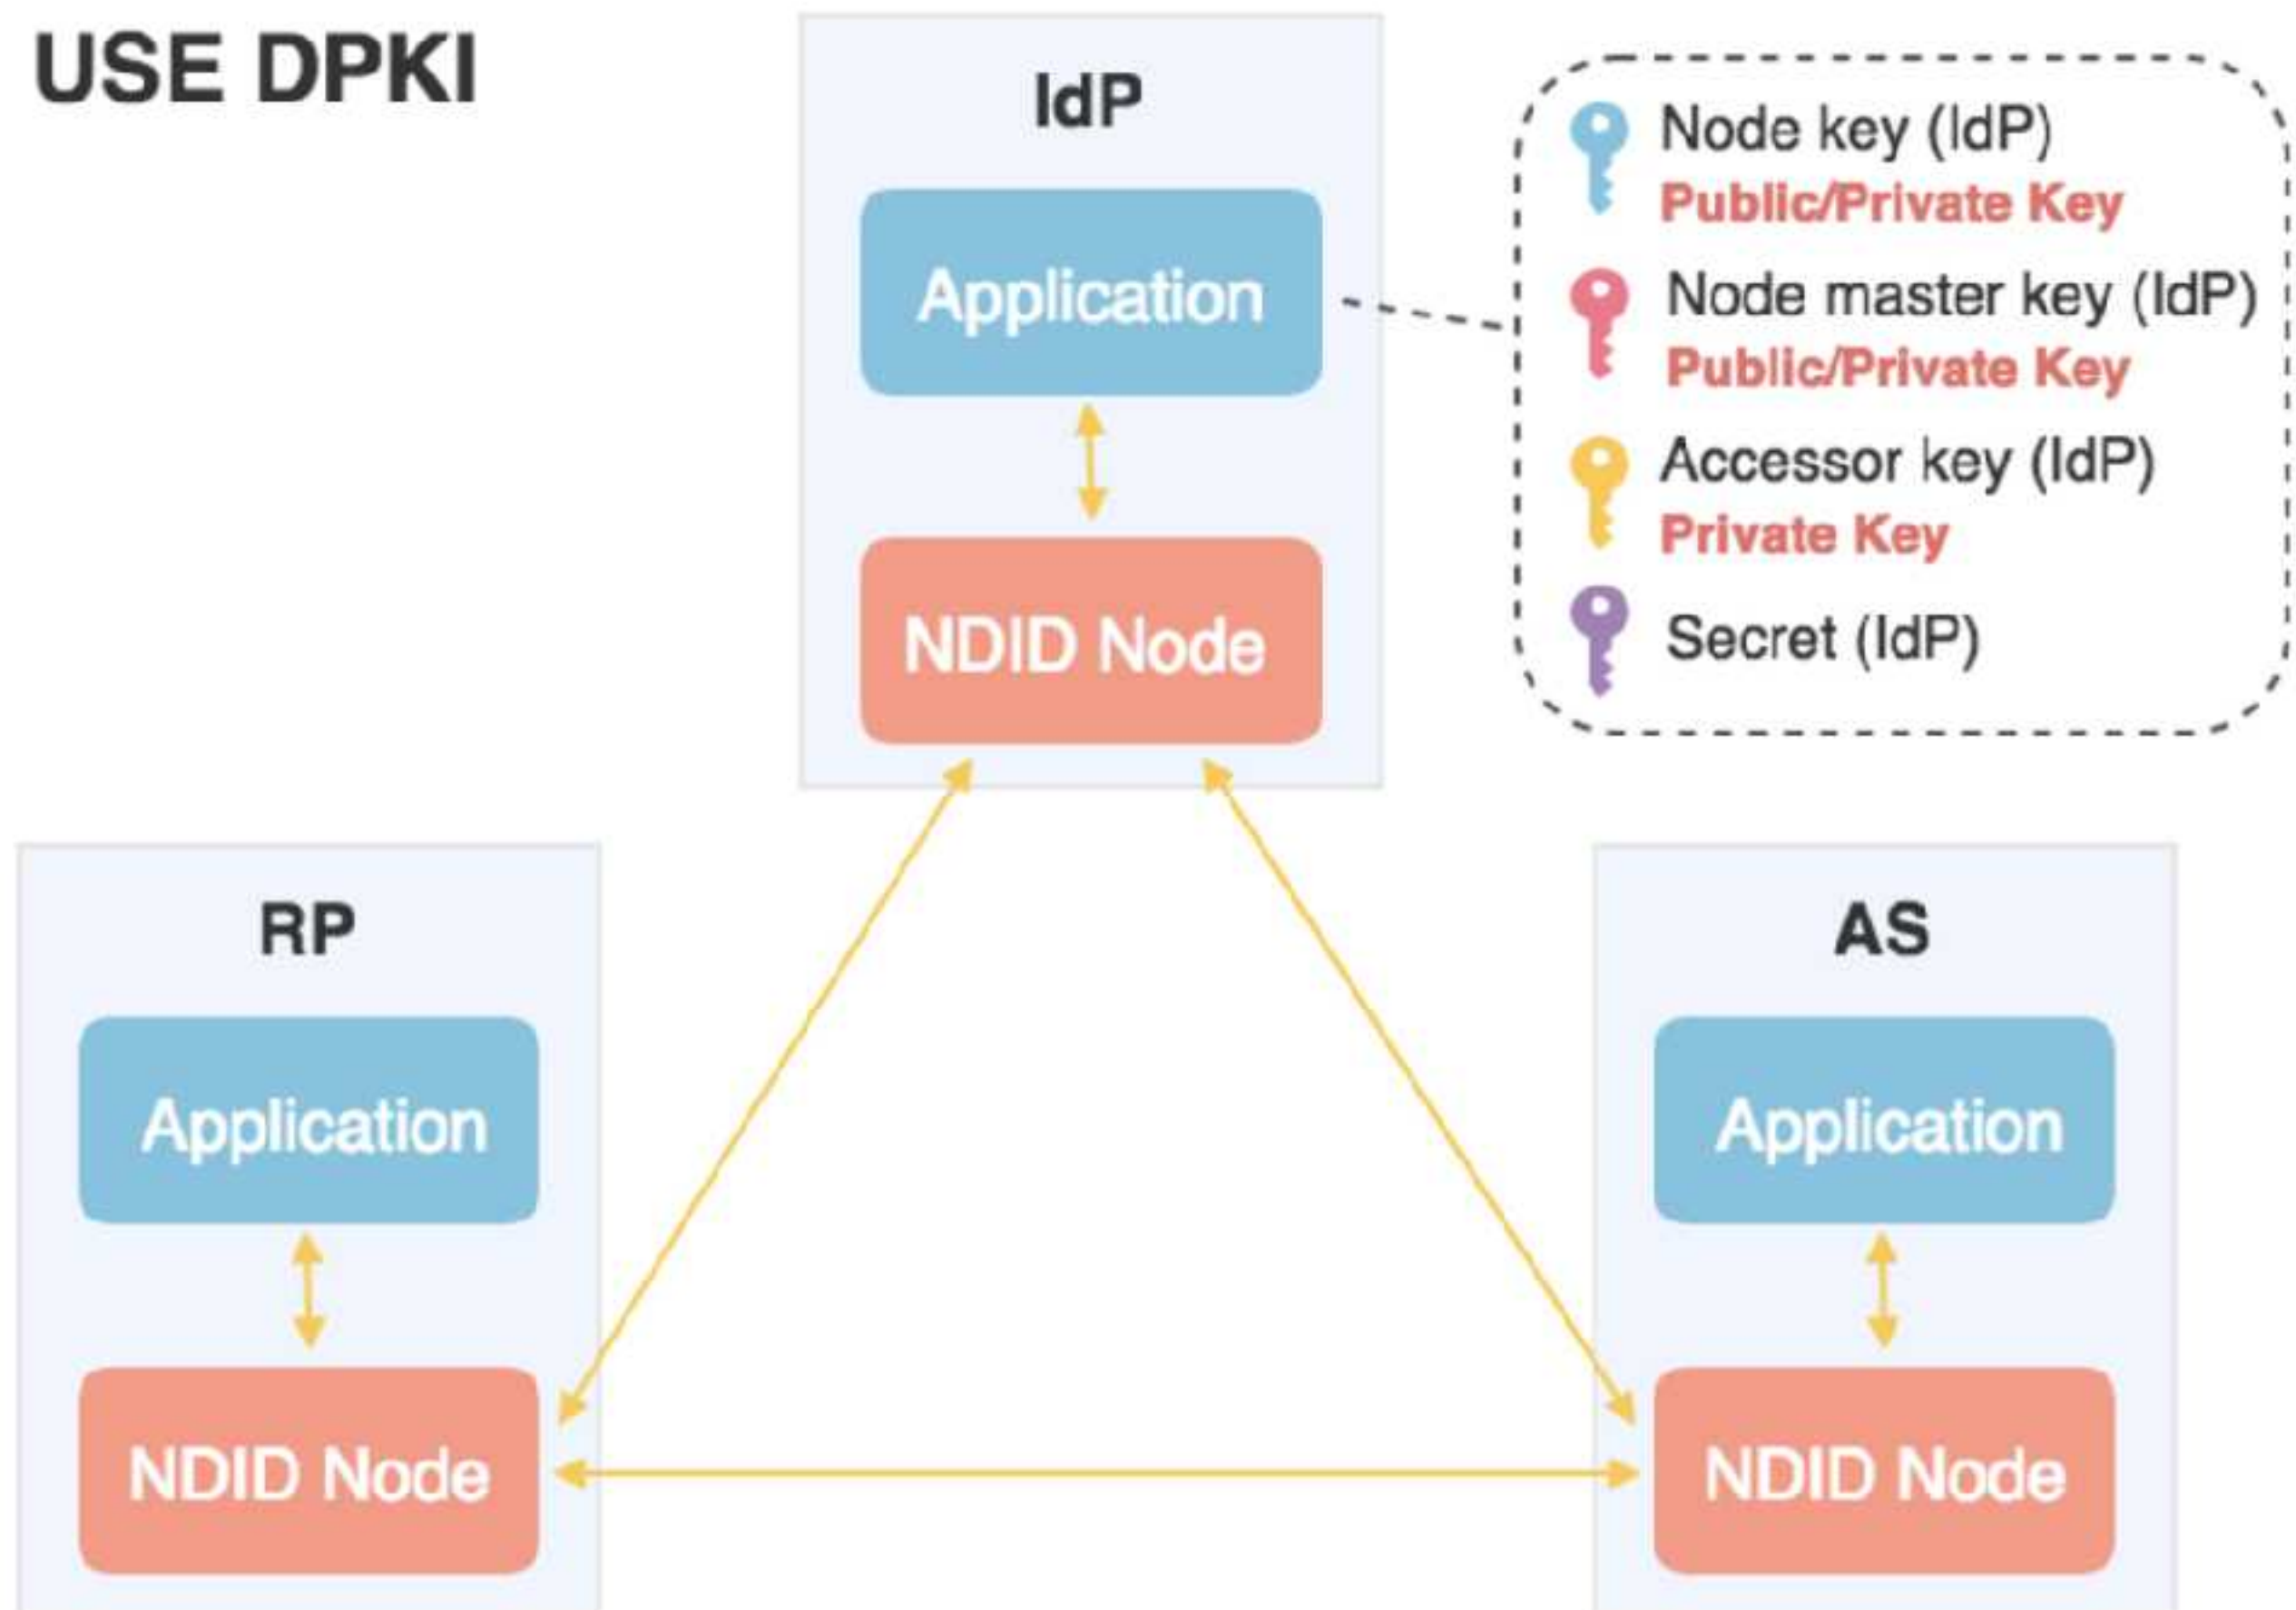 USE DPKI
IdP
Application
NDID Node
Node key (IdP)
Public/Private Key
Node master key (IdP)
Public/Private Key
Accessor key (IdP)
Private Key
Secret (IdP)
RP
Application
NDID Node
AS
Application
NDID Node